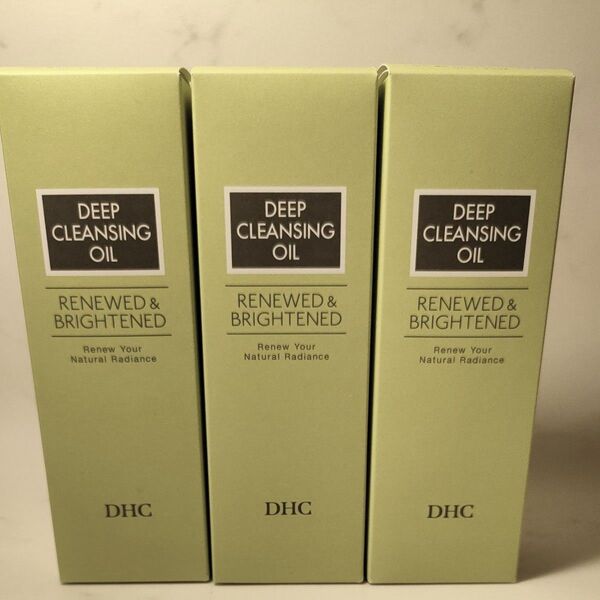 DEEP
CLEANSING
OIL
RENEWED &
BRIGHTENED
Renew Your
Natural Radiance
DHC
DEEP
CLEANSING
OIL
RENEWED &
BRIGHTENED
Renew Your
Natural Radiance
DHC
DEEP
CLEANSING
OIL
RENEWED &
BRIGHTENED
Renew Your
Natural Radiance
DHC